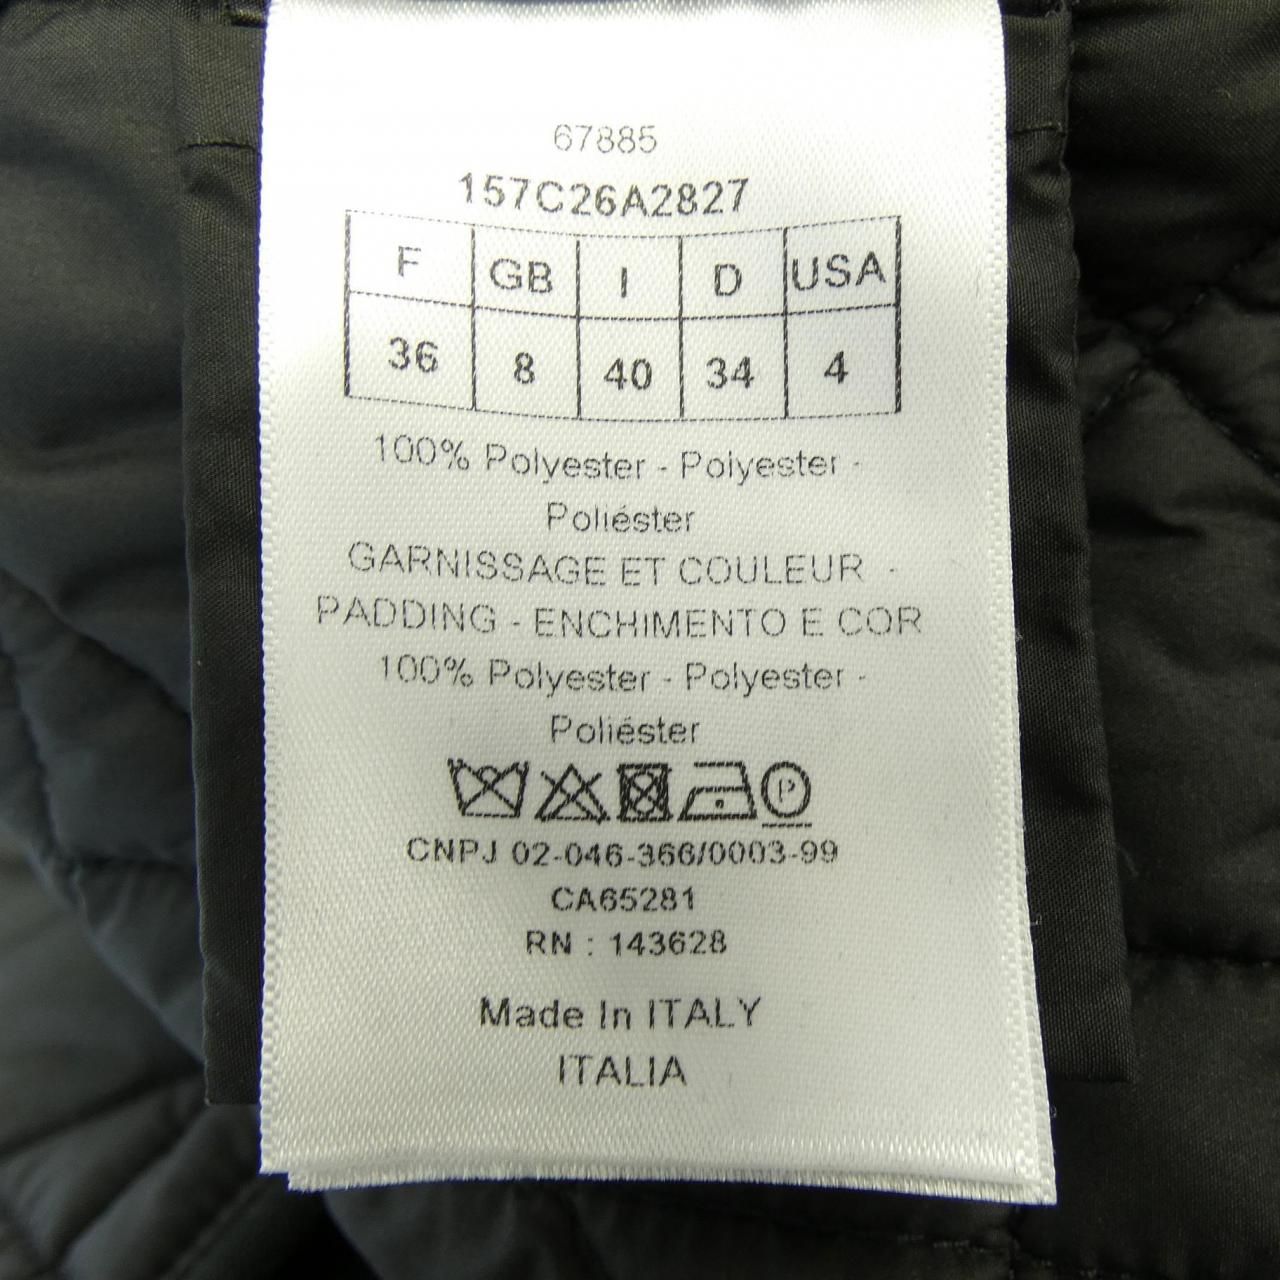 67885
157C26A2827
F GB I D USA
36 8 40 34 4
100% Polyester - Polyester -
Poliéster
GARNISSAGE ET COULEUR -
PADDING - ENCHIMENTO E COR
100% Polyester - Polyester -
Poliéster
P
CNPJ 02-046-366/0003-99
CA65281
RN : 143628
Made In ITALY
ITALIA